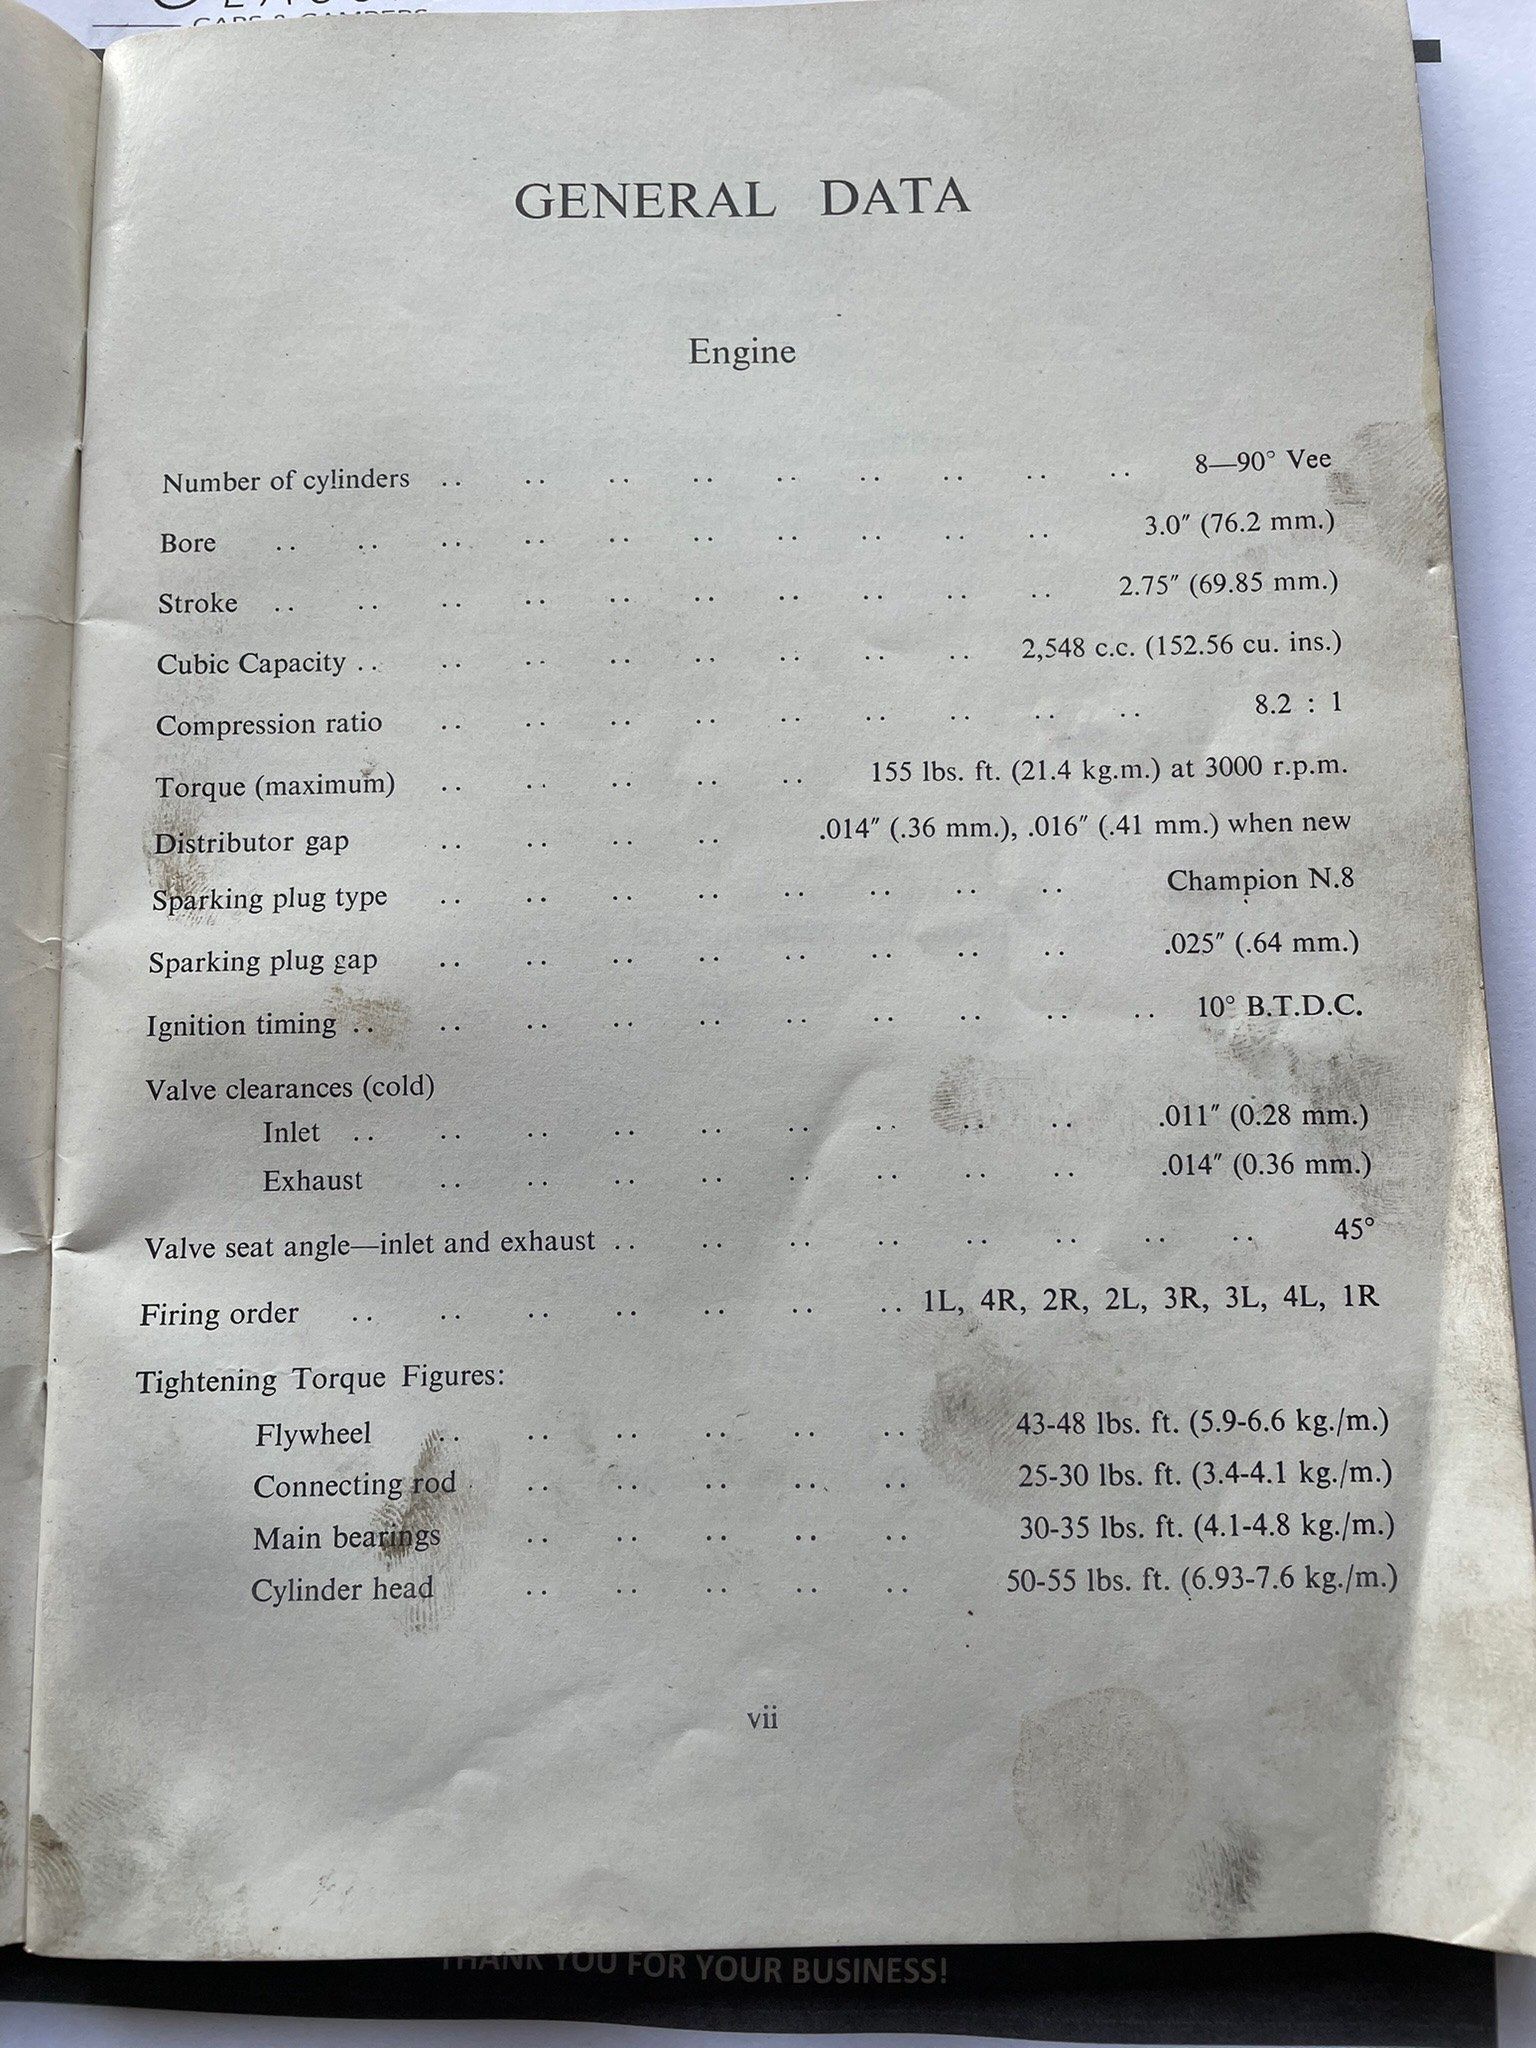 GENERAL DATA
Engine
Number of cylinders .. .. .. .. .. .. .. .. .. 8—90° Vee
Bore .. .. .. .. .. .. .. .. .. .. 3.0″ (76.2 mm.)
Stroke .. .. .. .. .. .. .. .. .. .. 2.75″ (69.85 mm.)
Cubic Capacity .. .. .. .. .. .. .. .. 2,548 c.c. (152.56 cu. ins.)
Compression ratio .. .. .. .. .. .. .. .. .. 8.2 : 1
Torque (maximum) .. .. .. .. .. 155 lbs. ft. (21.4 kg.m.) at 3000 r.p.m.
Distributor gap .. .. .. .. .014″ (.36 mm.), .016″ (.41 mm.) when new
Sparking plug type .. .. .. .. .. .. .. .. Champion N.8
Sparking plug gap .. .. .. .. .. .. .. .. .025″ (.64 mm.)
Ignition timing .. .. .. .. .. .. .. .. .. .. 10° B.T.D.C.
Valve clearances (cold)
Inlet .. .. .. .. .. .. .. .. .. .011″ (0.28 mm.)
Exhaust .. .. .. .. .. .. .. .. .014″ (0.36 mm.)
Valve seat angle—inlet and exhaust .. .. .. .. .. .. .. .. 45°
Firing order .. .. .. .. .. .. .. 1L, 4R, 2R, 2L, 3R, 3L, 4L, 1R
Tightening Torque Figures:
Flywheel .. .. .. .. .. .. 43-48 lbs. ft. (5.9-6.6 kg./m.)
Connecting rod .. .. .. .. .. 25-30 lbs. ft. (3.4-4.1 kg./m.)
Main bearings .. .. .. .. .. 30-35 lbs. ft. (4.1-4.8 kg./m.)
Cylinder head .. .. .. .. .. 50-55 lbs. ft. (6.93-7.6 kg./m.)
vii
THANK YOU FOR YOUR BUSINESS!